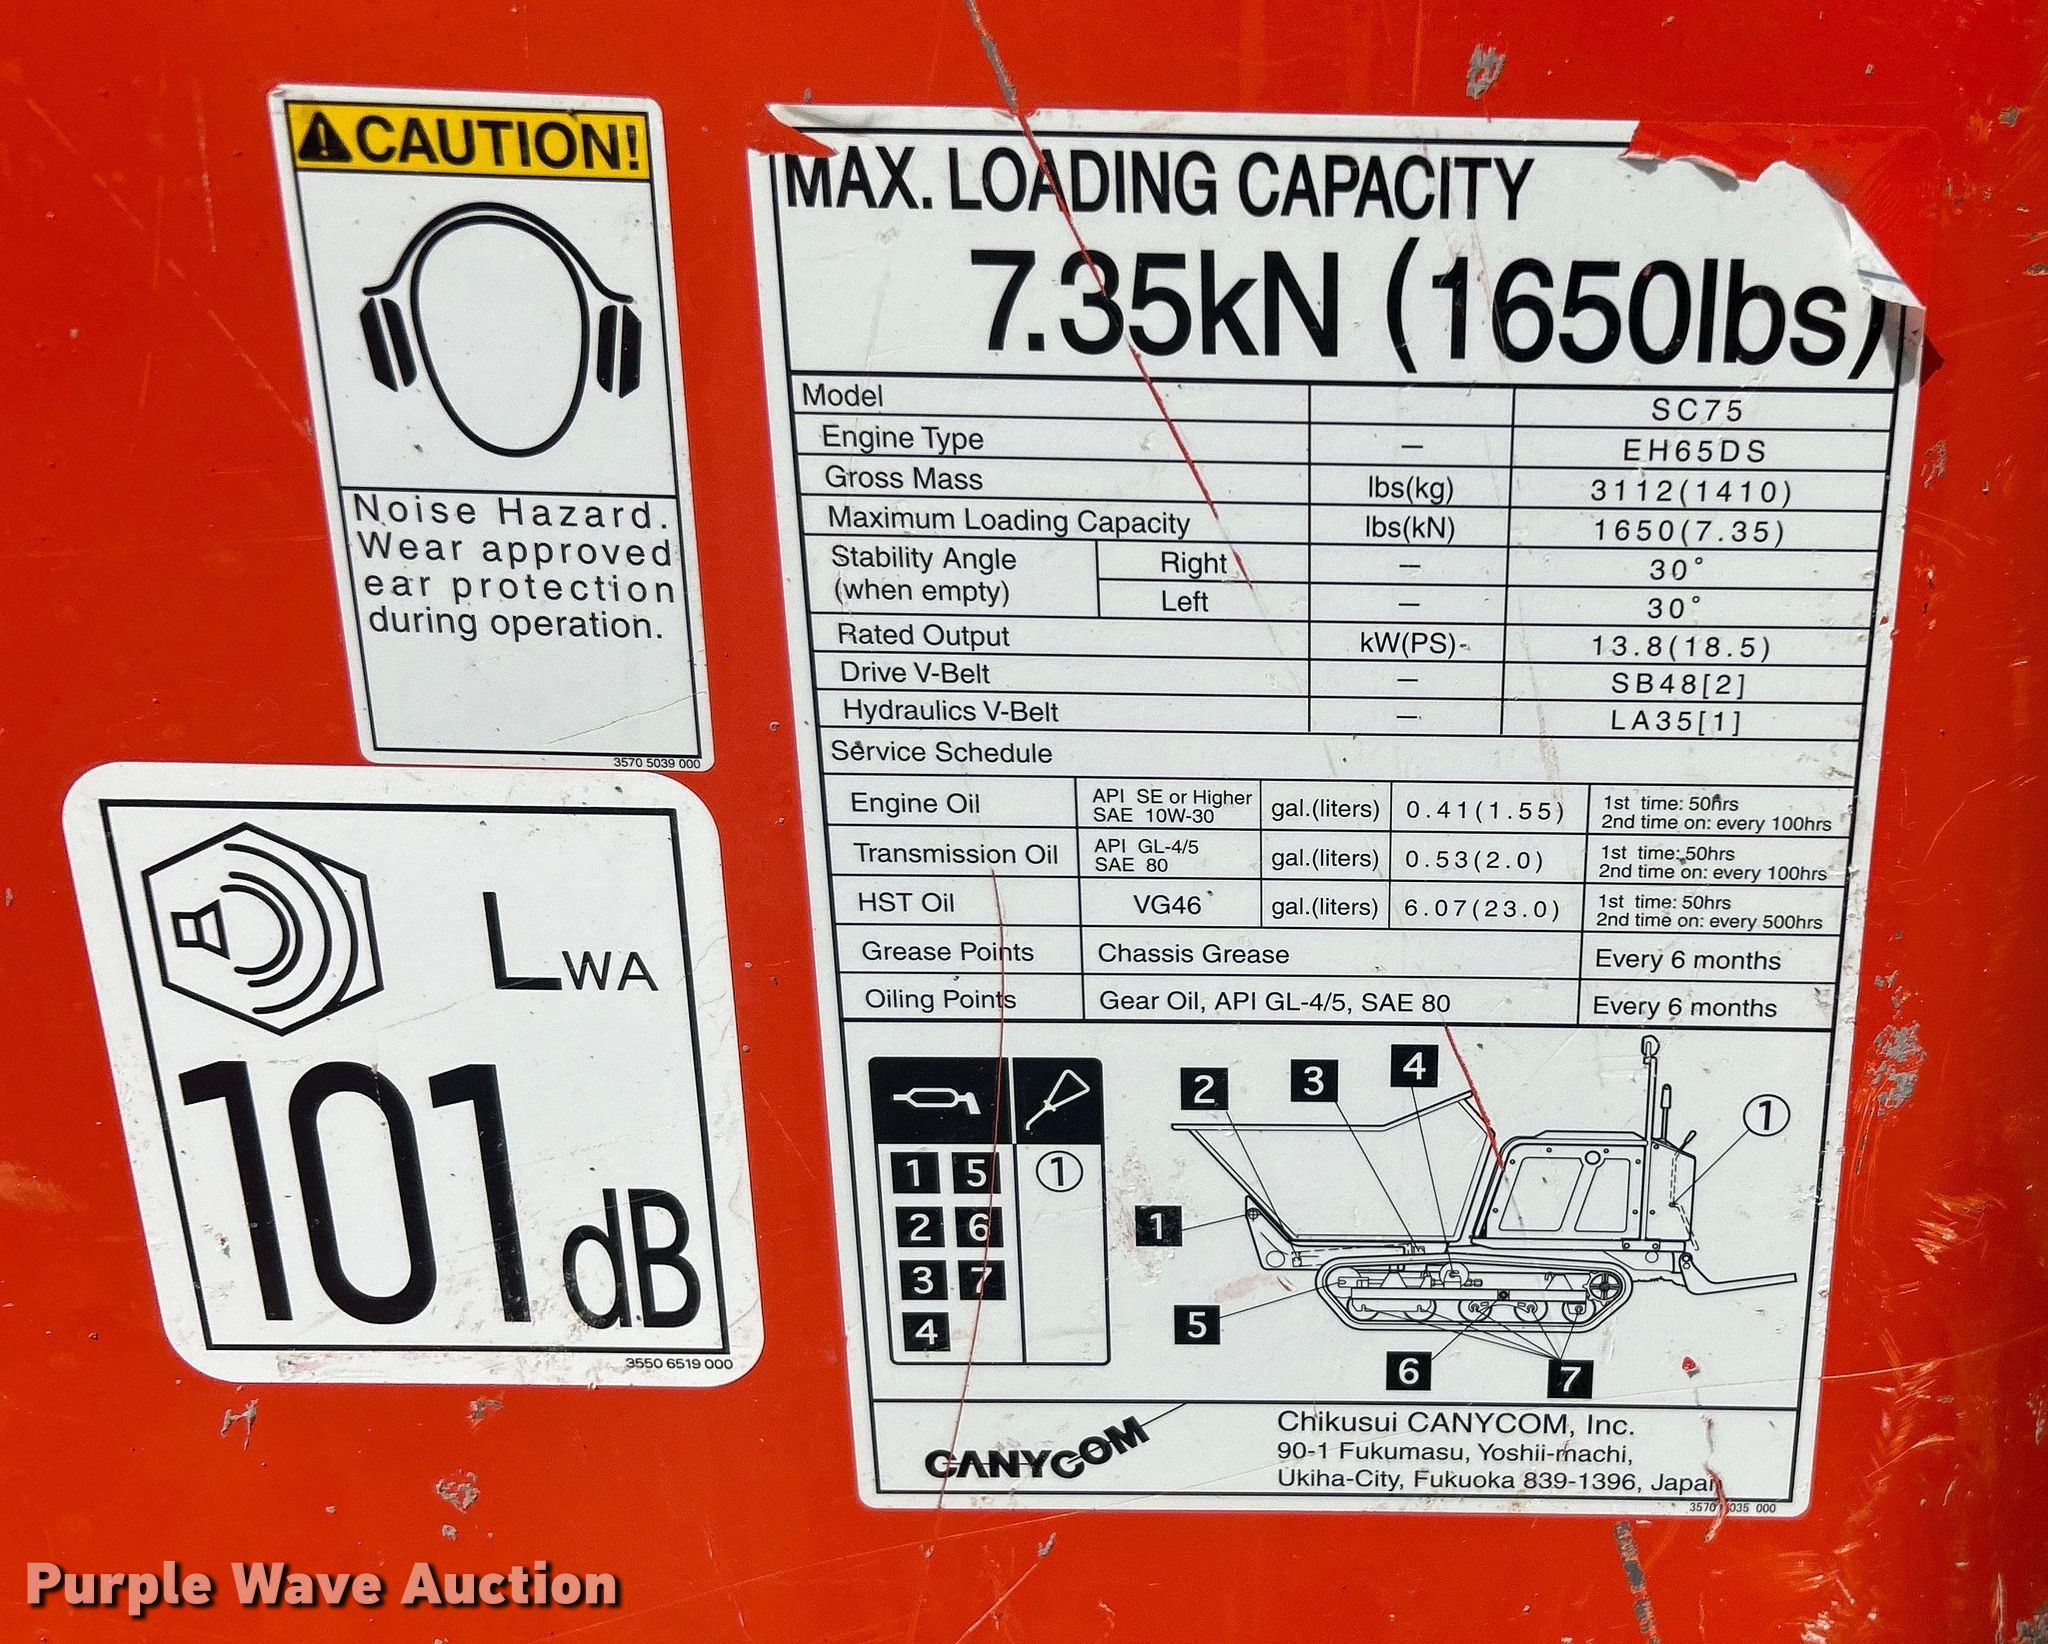 CAUTION!
Noise Hazard.
Wear approved
ear protection
during operation.
3570 5039 000
LWA
101dB
3550 6519 000
MAX. LOADING CAPACITY
7.35kN (1650lbs)
Model SC75
Engine Type — EH65DS
Gross Mass lbs(kg) 3112(1410)
Maximum Loading Capacity lbs(kN) 1650(7.35)
Stability Angle (when empty) Right — 30°
Left — 30°
Rated Output kW(PS) 13.8(18.5)
Drive V-Belt — SB48[2]
Hydraulics V-Belt — LA35[1]
Service Schedule
Engine Oil API SE or Higher SAE 10W-30 gal.(liters) 0.41(1.55) 1st time: 50hrs 2nd time on: every 100hrs
Transmission Oil API GL-4/5 SAE 80 gal.(liters) 0.53(2.0) 1st time: 50hrs 2nd time on: every 100hrs
HST Oil VG46 gal.(liters) 6.07(23.0) 1st time: 50hrs 2nd time on: every 500hrs
Grease Points Chassis Grease Every 6 months
Oiling Points Gear Oil, API GL-4/5, SAE 80 Every 6 months
1 5 ①
2 6
3 7
4
2 3 4 ①
1
5
6 7
CANYCOM
Chikusui CANYCOM, Inc.
90-1 Fukumasu, Yoshii-machi,
Ukiha-City, Fukuoka 839-1396, Japan
3570 035 000
Purple Wave Auction